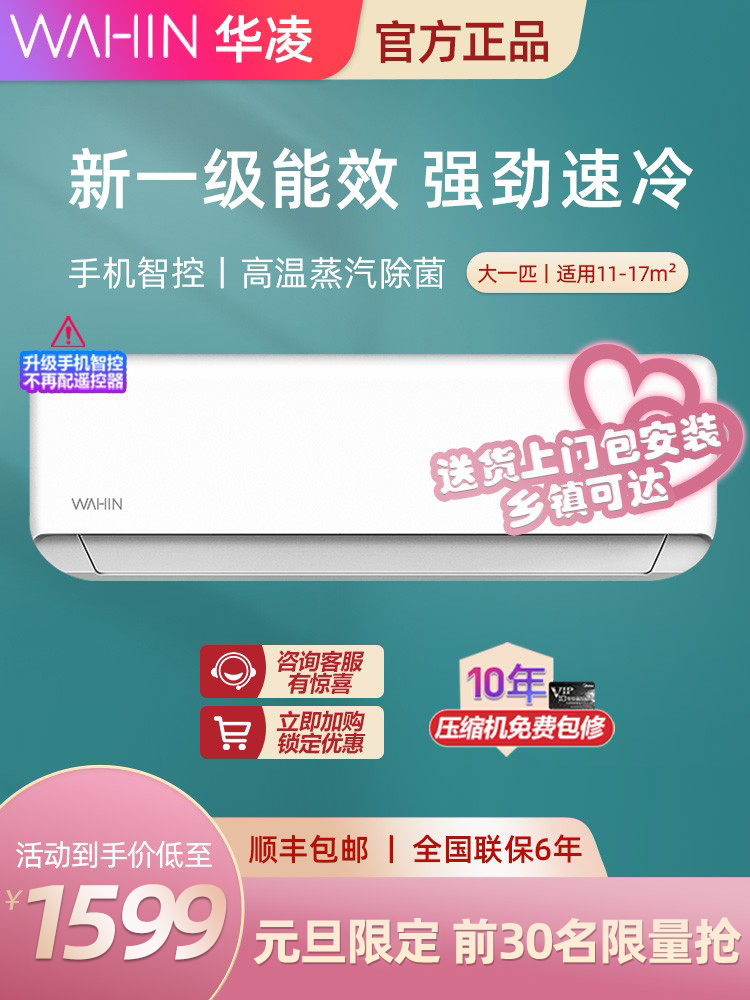 WAHIN 华凌 官方正品
新一级能效 强劲速冷
手机智控 | 高温蒸汽除菌
大一匹 | 适用11-17m²
升级手机智控
不再配遥控器
送货上门包安装
乡镇可达
WAHIN
咨询客服
有惊喜
立即加购
锁定优惠
10年
VIP
压缩机免费包修
顺丰包邮 | 全国联保6年
活动到手价低至
¥1599
元旦限定 前30名限量抢